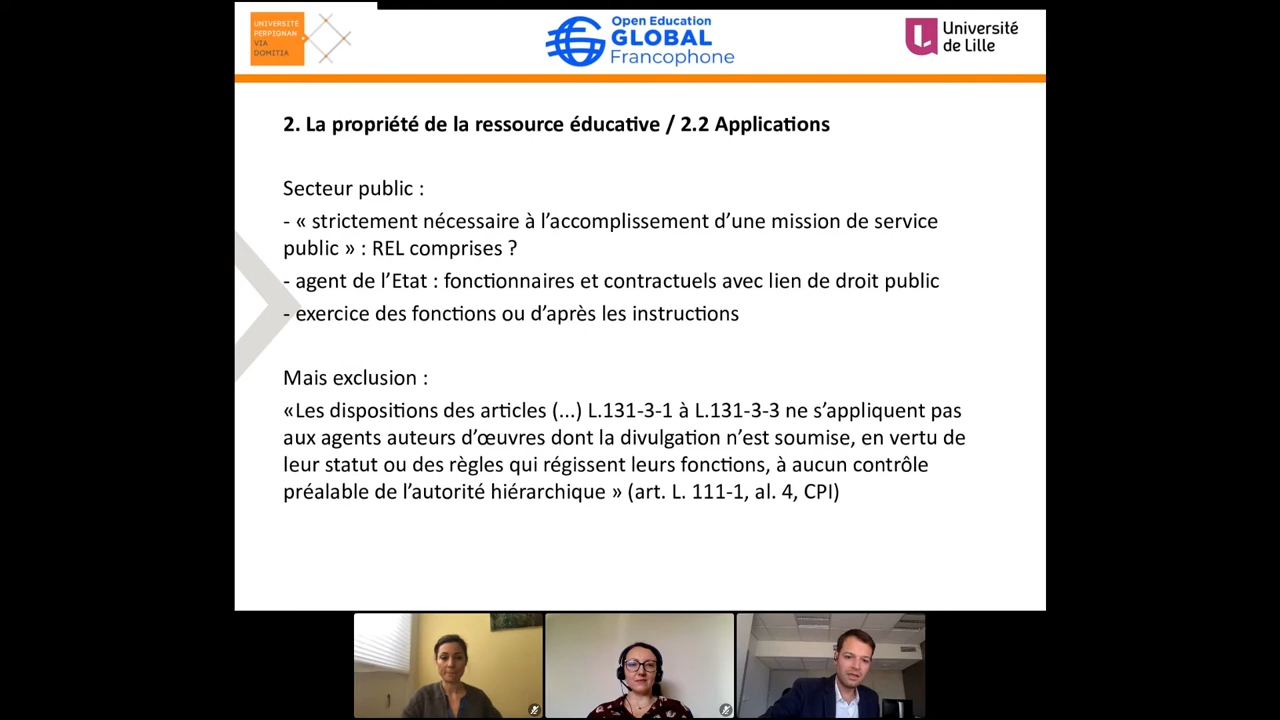 UNIVERSITÉ
PERPIGNAN
VIA
DOMITIA
Open Education
GLOBAL
Francophone
Université
de Lille
2. La propriété de la ressource éducative / 2.2 Applications
Secteur public :
- « strictement nécessaire à l’accomplissement d’une mission de service
public » : REL comprises ?
- agent de l’Etat : fonctionnaires et contractuels avec lien de droit public
- exercice des fonctions ou d’après les instructions
Mais exclusion :
«Les dispositions des articles (...) L.131-3-1 à L.131-3-3 ne s’appliquent pas
aux agents auteurs d’œuvres dont la divulgation n’est soumise, en vertu de
leur statut ou des règles qui régissent leurs fonctions, à aucun contrôle
préalable de l’autorité hiérarchique » (art. L. 111-1, al. 4, CPI)